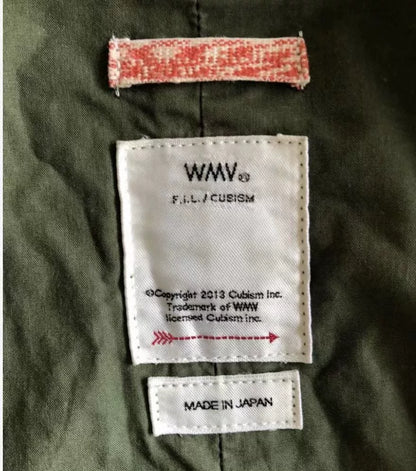 WMV®
F.I.L. / CUBISM
©Copyright 2013 Cubism Inc.
Trademark of WMV
licensed Cubism inc.
MADE IN JAPAN